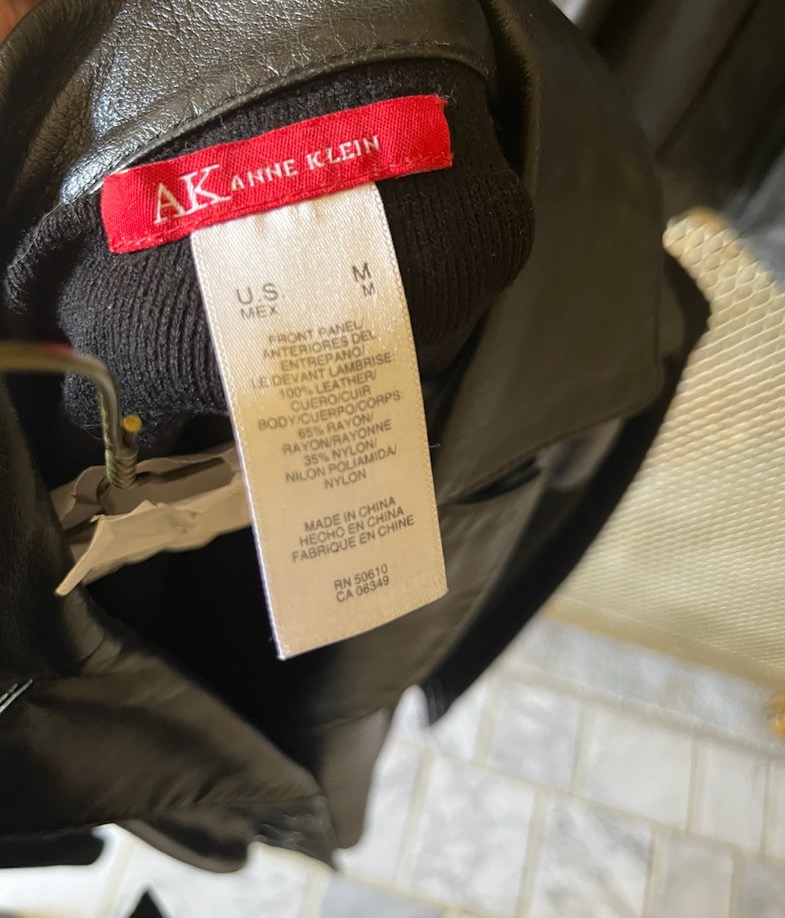 AK ANNE KLEIN
U.S. M
MEX M
FRONT PANEL/
ANTERIORES DEL
ENTREPANO/
LE DEVANT LAMBRISE:
100% LEATHER/
CUERO/CUIR
BODY/CUERPO/CORPS:
65% RAYON/
RAYON/RAYONNE
35% NYLON/
NILON POLIAMIDA/
NYLON
MADE IN CHINA
HECHO EN CHINA
FABRIQUE EN CHINE
RN 50610
CA 08349